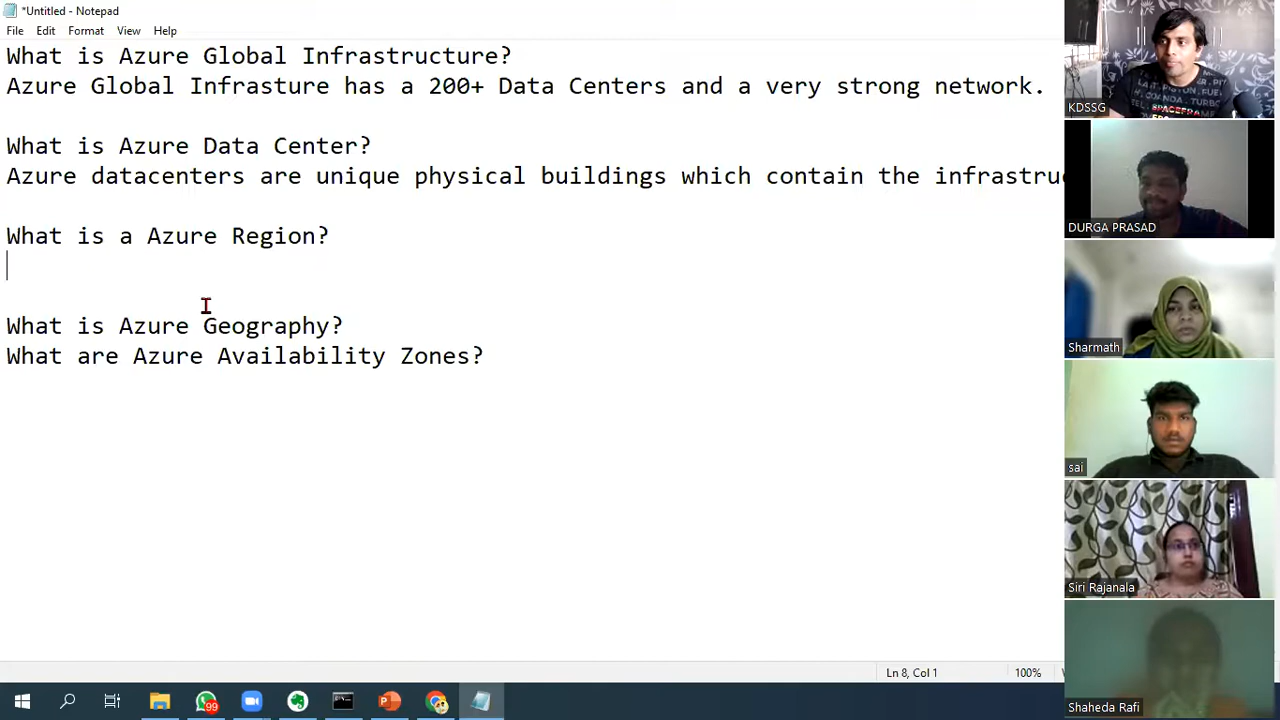 *Untitled - Notepad
File Edit Format View Help
What is Azure Global Infrastructure?
Azure Global Infrasture has a 200+ Data Centers and a very strong network.
What is Azure Data Center?
Azure datacenters are unique physical buildings which contain the infrastruc
What is a Azure Region?
What is Azure Geography?
What are Azure Availability Zones?
Ln 8, Col 1 100%
99
KDSSG
DURGA PRASAD
Sharmath
sai
Siri Rajanala
Shaheda Rafi